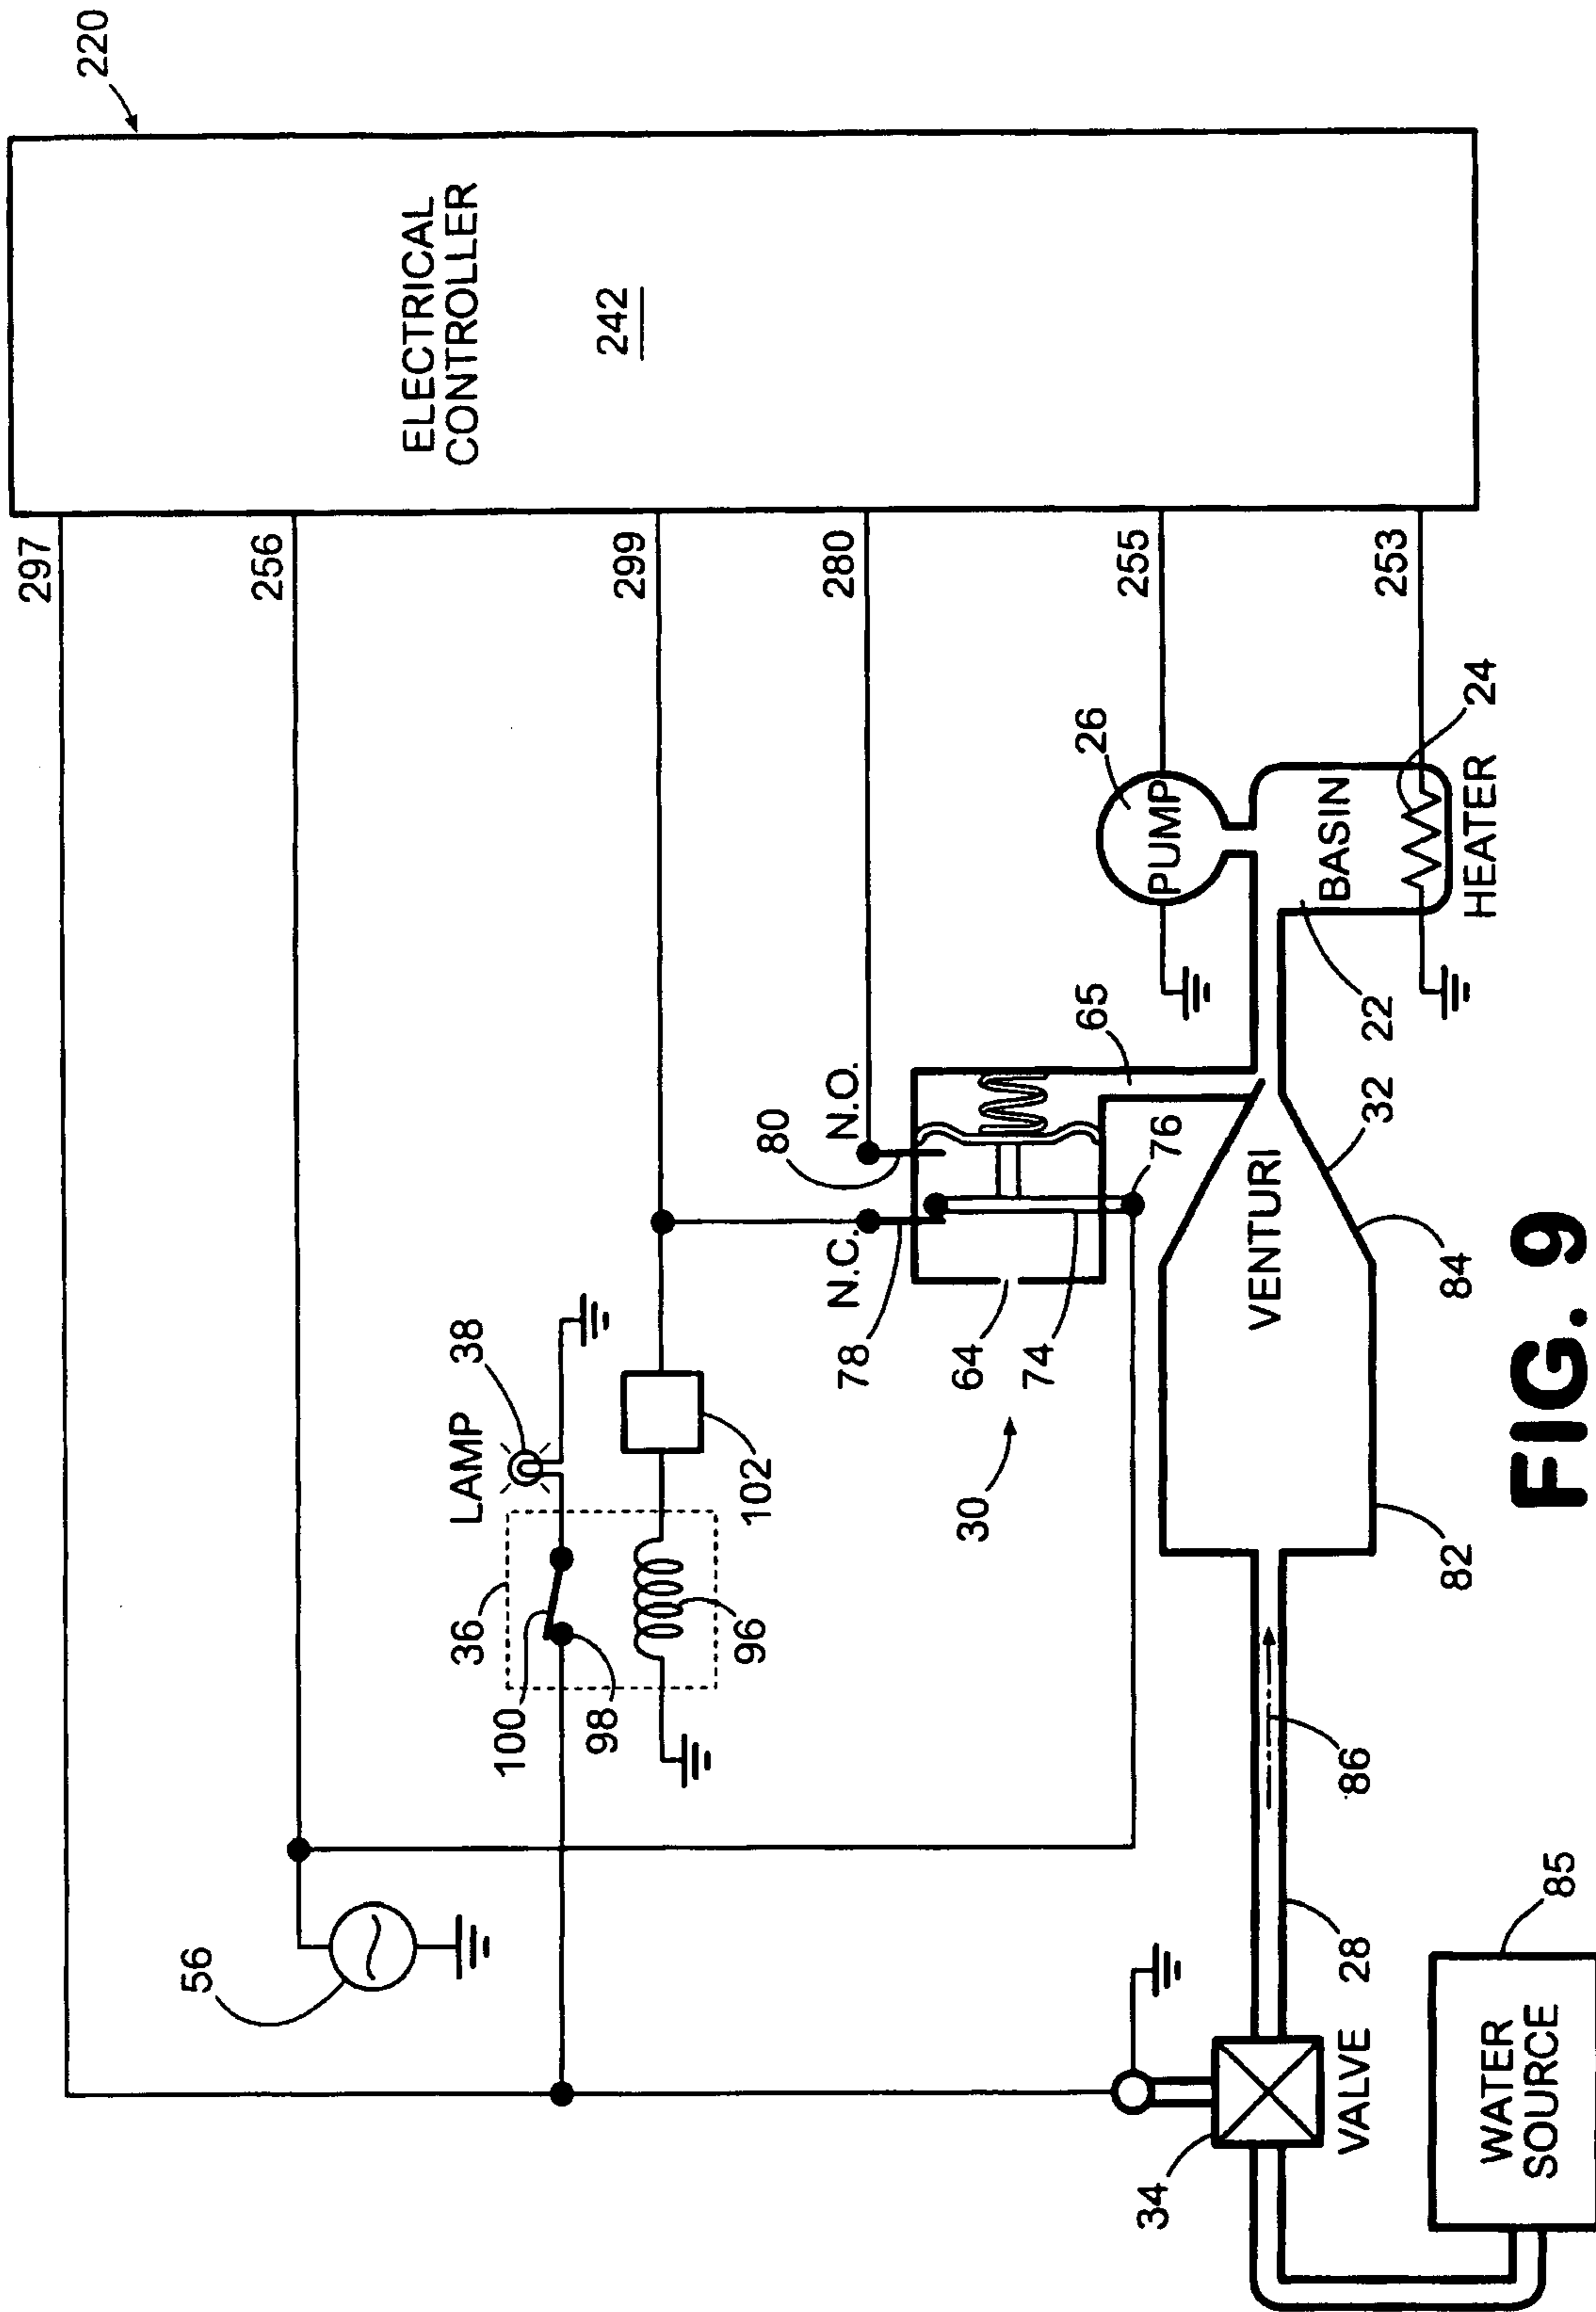 220
ELECTRICAL
CONTROLLER
242
297
256
299
280
255
253
56
LAMP
38
36
100
98
96
102
N.C.
N.O.
80
78
64
74
30
76
65
26
PUMP
BASIN
22
24
HEATER
VENTURI
32
84
82
86
28
VALVE
34
WATER
SOURCE
85
FIG. 9